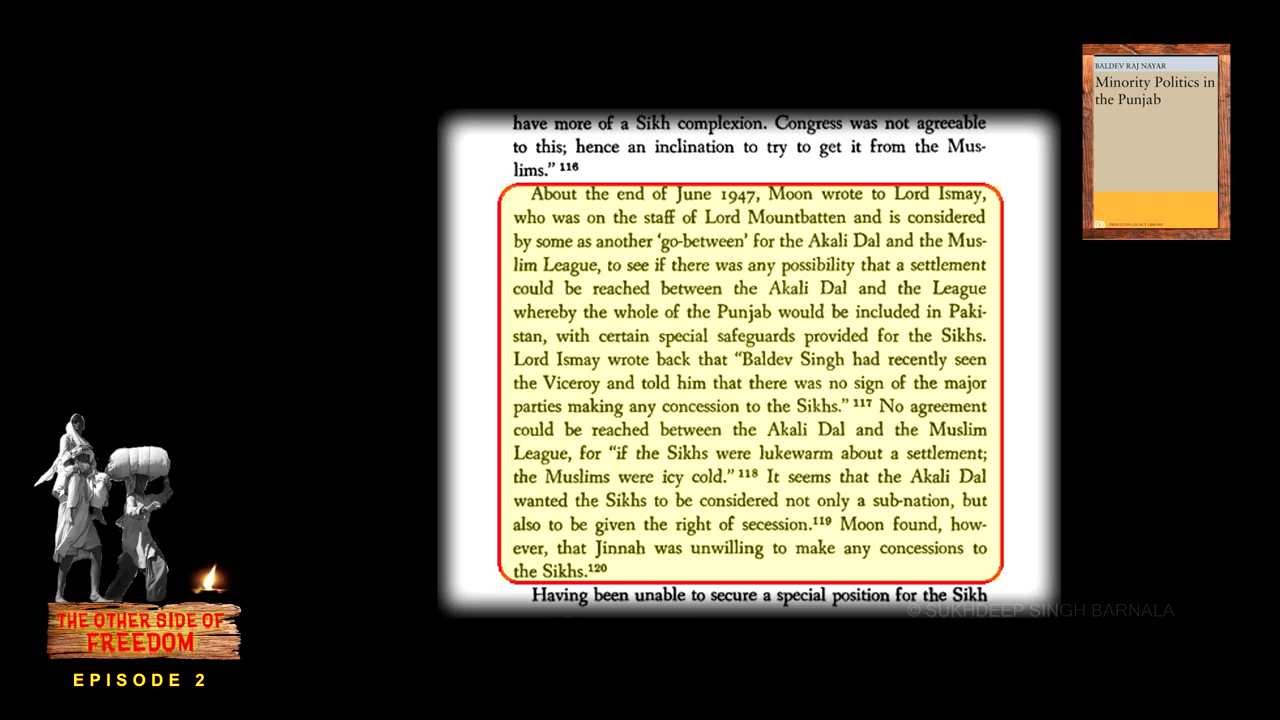 BALDEV RAJ NAYAR
Minority Politics in
the Punjab
PRINCETON LEGACY LIBRARY
have more of a Sikh complexion. Congress was not agreeable
to this; hence an inclination to try to get it from the Mus-
lims.” 116
About the end of June 1947, Moon wrote to Lord Ismay,
who was on the staff of Lord Mountbatten and is considered
by some as another ‘go-between’ for the Akali Dal and the Mus-
lim League, to see if there was any possibility that a settlement
could be reached between the Akali Dal and the League
whereby the whole of the Punjab would be included in Paki-
stan, with certain special safeguards provided for the Sikhs.
Lord Ismay wrote back that “Baldev Singh had recently seen
the Viceroy and told him that there was no sign of the major
parties making any concession to the Sikhs.” 117 No agreement
could be reached between the Akali Dal and the Muslim
League, for “if the Sikhs were lukewarm about a settlement;
the Muslims were icy cold.” 118 It seems that the Akali Dal
wanted the Sikhs to be considered not only a sub-nation, but
also to be given the right of secession.119 Moon found, how-
ever, that Jinnah was unwilling to make any concessions to
the Sikhs.120
Having been unable to secure a special position for the Sikh
© SUKHDEEP SINGH BARNALA
THE OTHER SIDE OF
FREEDOM
EPISODE 2